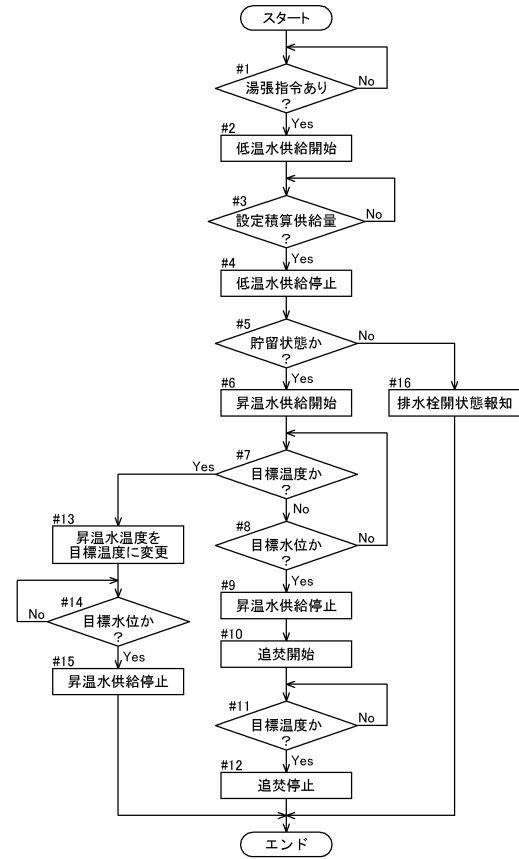 スタート
#1
湯張指令あり
?
No
Yes
#2
低温水供給開始
#3
設定積算供給量
?
No
Yes
#4
低温水供給停止
#5
貯留状態か
?
No
Yes
#6
昇温水供給開始
#16
排水栓開状態報知
#7
目標温度か
?
Yes
No
#13
昇温水温度を
目標温度に変更
#8
目標水位か
?
No
Yes
#14
目標水位か
?
No
Yes
#9
昇温水供給停止
#10
追焚開始
#15
昇温水供給停止
#11
目標温度か
?
No
Yes
#12
追焚停止
エンド